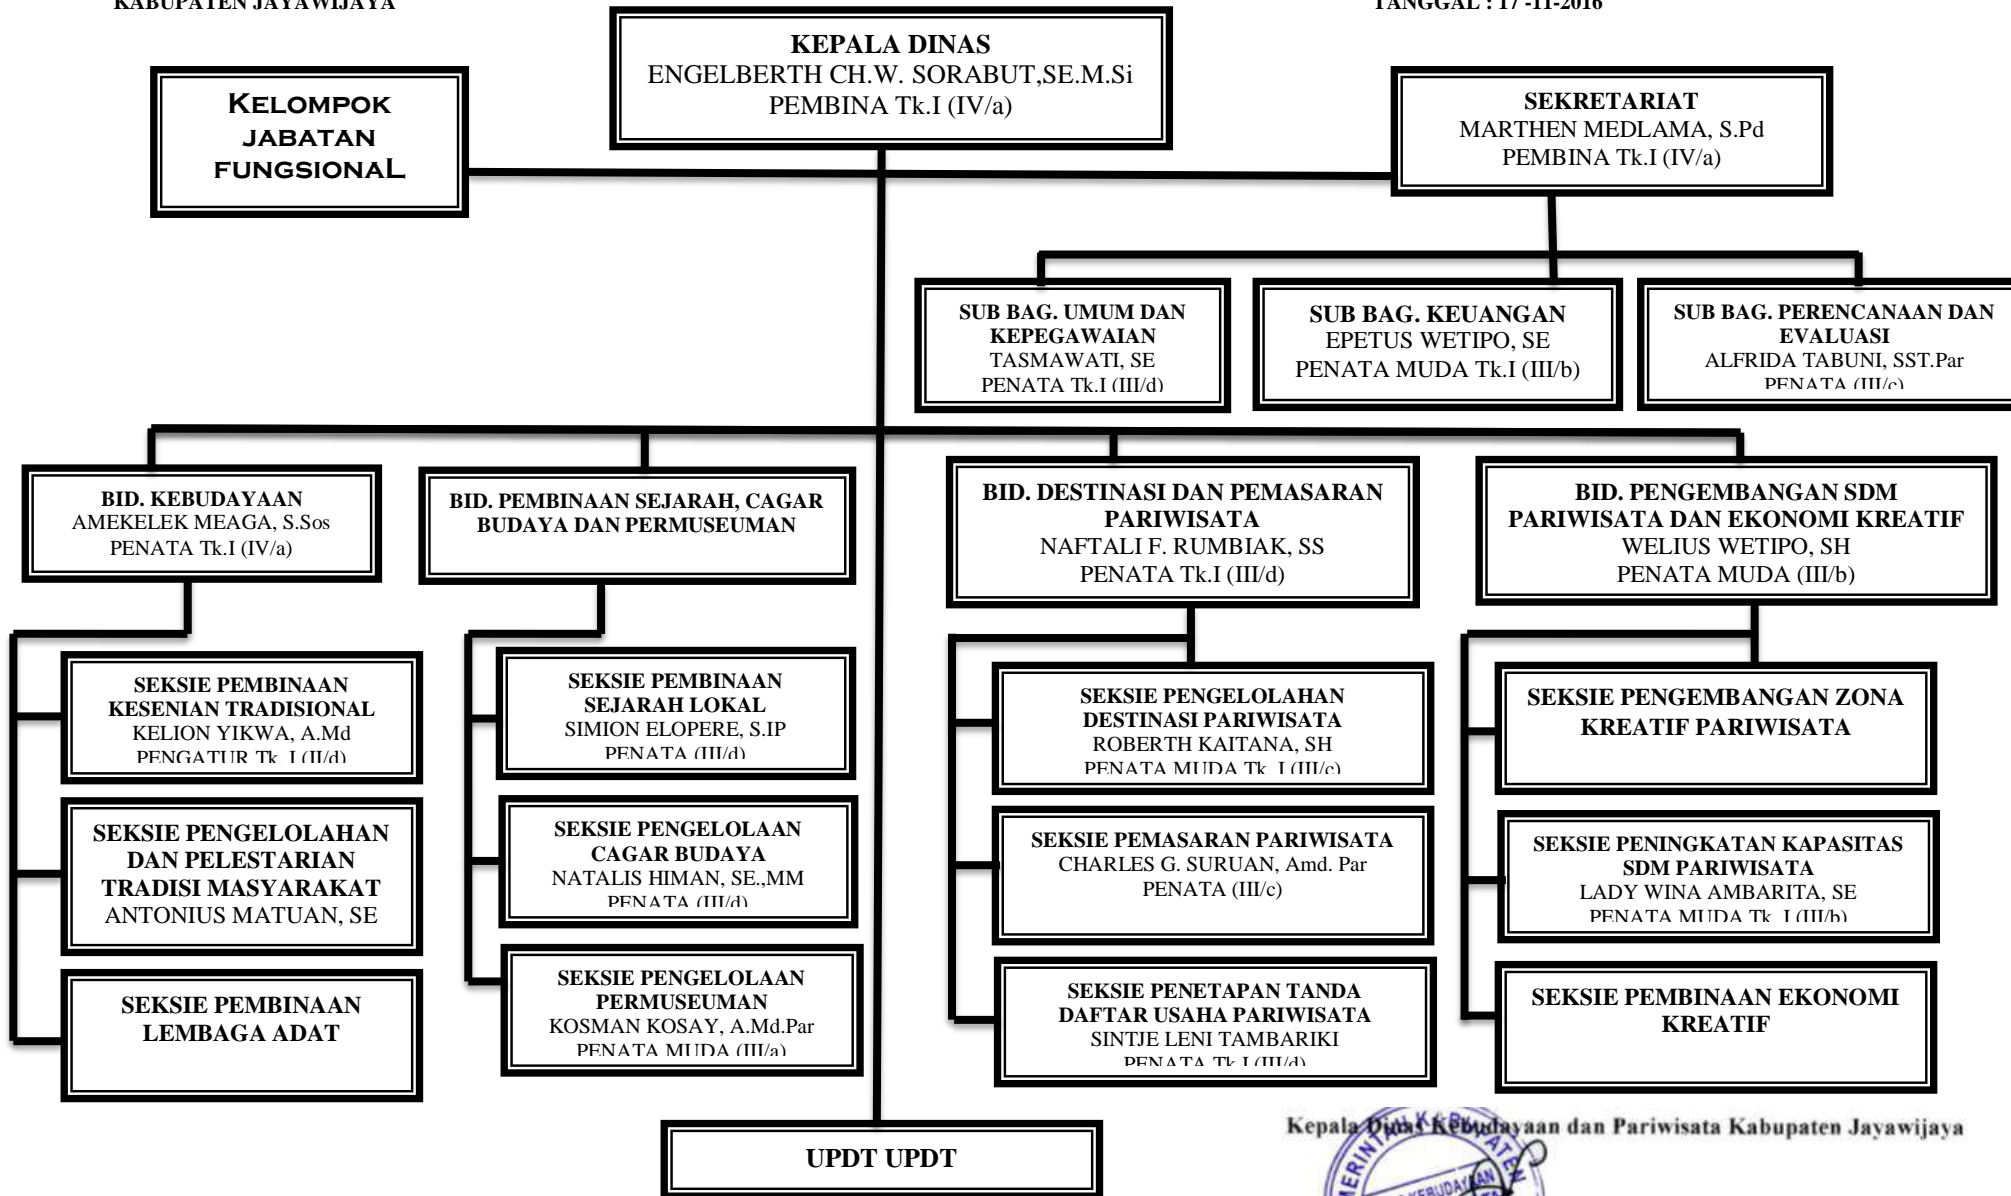 KABUPATEN JAYAWIJAYA
TANGGAL : 17 -11-2016
KEPALA DINAS
ENGELBERTH CH.W. SORABUT,SE.M.Si
PEMBINA Tk.I (IV/a)
KELOMPOK
JABATAN
FUNGSIONAL
SEKRETARIAT
MARTHEN MEDLAMA, S.Pd
PEMBINA Tk.I (IV/a)
SUB BAG. UMUM DAN
KEPEGAWAIAN
TASMAWATI, SE
PENATA Tk.I (III/d)
SUB BAG. KEUANGAN
EPETUS WETIPO, SE
PENATA MUDA Tk.I (III/b)
SUB BAG. PERENCANAAN DAN
EVALUASI
ALFRIDA TABUNI, SST.Par
PENATA (III/c)
BID. KEBUDAYAAN
AMEKELEK MEAGA, S.Sos
PENATA Tk.I (IV/a)
BID. PEMBINAAN SEJARAH, CAGAR
BUDAYA DAN PERMUSEUMAN
BID. DESTINASI DAN PEMASARAN
PARIWISATA
NAFTALI F. RUMBIAK, SS
PENATA Tk.I (III/d)
BID. PENGEMBANGAN SDM
PARIWISATA DAN EKONOMI KREATIF
WELIUS WETIPO, SH
PENATA MUDA (III/b)
SEKSIE PEMBINAAN
KESENIAN TRADISIONAL
KELION YIKWA, A.Md
PENGATUR Tk. I (II/d)
SEKSIE PENGELOLAHAN
DAN PELESTARIAN
TRADISI MASYARAKAT
ANTONIUS MATUAN, SE
SEKSIE PEMBINAAN
LEMBAGA ADAT
SEKSIE PEMBINAAN
SEJARAH LOKAL
SIMION ELOPERE, S.IP
PENATA (III/d)
SEKSIE PENGELOLAAN
CAGAR BUDAYA
NATALIS HIMAN, SE.,MM
PENATA (III/d)
SEKSIE PENGELOLAAN
PERMUSEUMAN
KOSMAN KOSAY, A.Md.Par
PENATA MUDA (III/a)
SEKSIE PENGELOLAHAN
DESTINASI PARIWISATA
ROBERTH KAITANA, SH
PENATA MUDA Tk. I (III/c)
SEKSIE PEMASARAN PARIWISATA
CHARLES G. SURUAN, Amd. Par
PENATA (III/c)
SEKSIE PENETAPAN TANDA
DAFTAR USAHA PARIWISATA
SINTJE LENI TAMBARIKI
PENATA Tk.I (III/d)
SEKSIE PENGEMBANGAN ZONA
KREATIF PARIWISATA
SEKSIE PENINGKATAN KAPASITAS
SDM PARIWISATA
LADY WINA AMBARITA, SE
PENATA MUDA Tk. I (III/b)
SEKSIE PEMBINAAN EKONOMI
KREATIF
UPDT UPDT
Kepala Dinas Kebudayaan dan Pariwisata Kabupaten Jayawijaya
KABUPATEN
KEBUDAYAAN